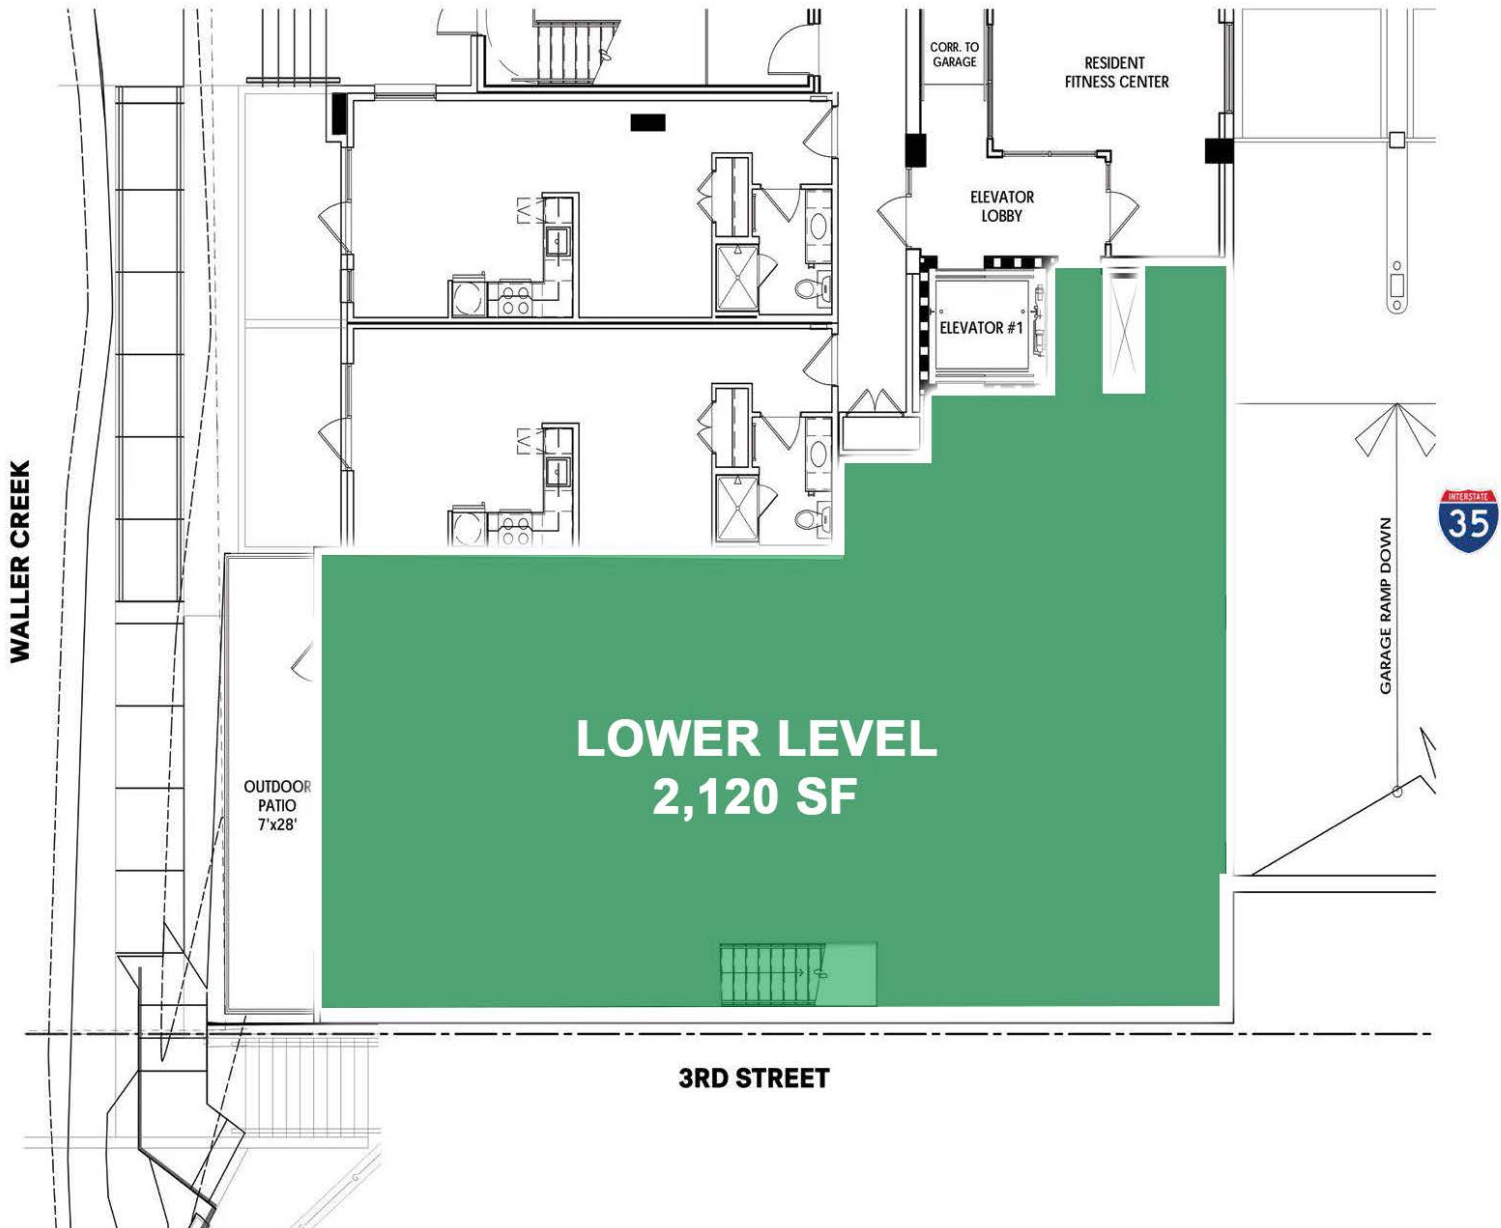 CORR. TO
GARAGE
RESIDENT
FITNESS CENTER
ELEVATOR
LOBBY
ELEVATOR #1
WALLER CREEK
INTERSTATE
35
GARAGE RAMP DOWN
LOWER LEVEL
2,120 SF
OUTDOOR
PATIO
7'x28'
3RD STREET